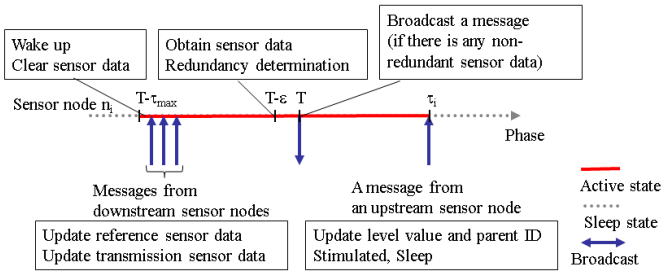 Wake up
Clear sensor data
Obtain sensor data
Redundancy determination
Broadcast a message
(if there is any non-
redundant sensor data)
Sensor node ni
T-τmax
T-ε
T
τi
Phase
Messages from
downstream sensor nodes
A message from
an upstream sensor node
Update reference sensor data
Update transmission sensor data
Update level value and parent ID
Stimulated, Sleep
Active state
Sleep state
Broadcast